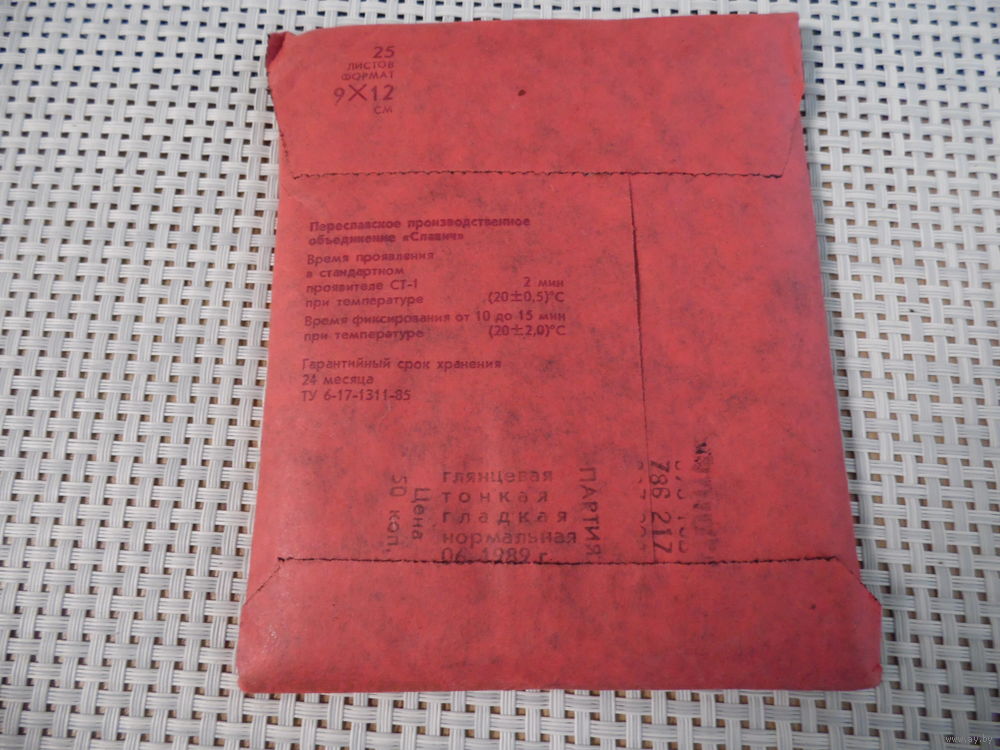 25
ЛИСТОВ
ФОРМАТ
9×12
СМ
Переславское производственное
объединение «Славич»
Время проявления
в стандартном
проявителе СТ-1 2 мин
при температуре (20±0,5)°С
Время фиксирования от 10 до 15 мин
при температуре (20±2,0)°С
Гарантийный срок хранения
24 месяца
ТУ 6-17-1311-85
Цена
50 коп.
глянцевая
тонкая
гладкая
нормальная
06 1989 г.
ПАРТИЯ
786 217
www.ay.by